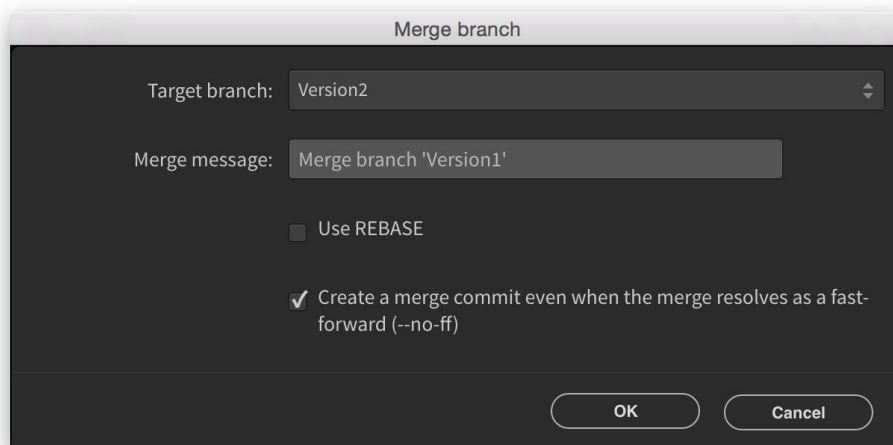 Merge branch
Target branch: Version2
Merge message: Merge branch 'Version1'
Use REBASE
Create a merge commit even when the merge resolves as a fast-
forward (--no-ff)
OK Cancel